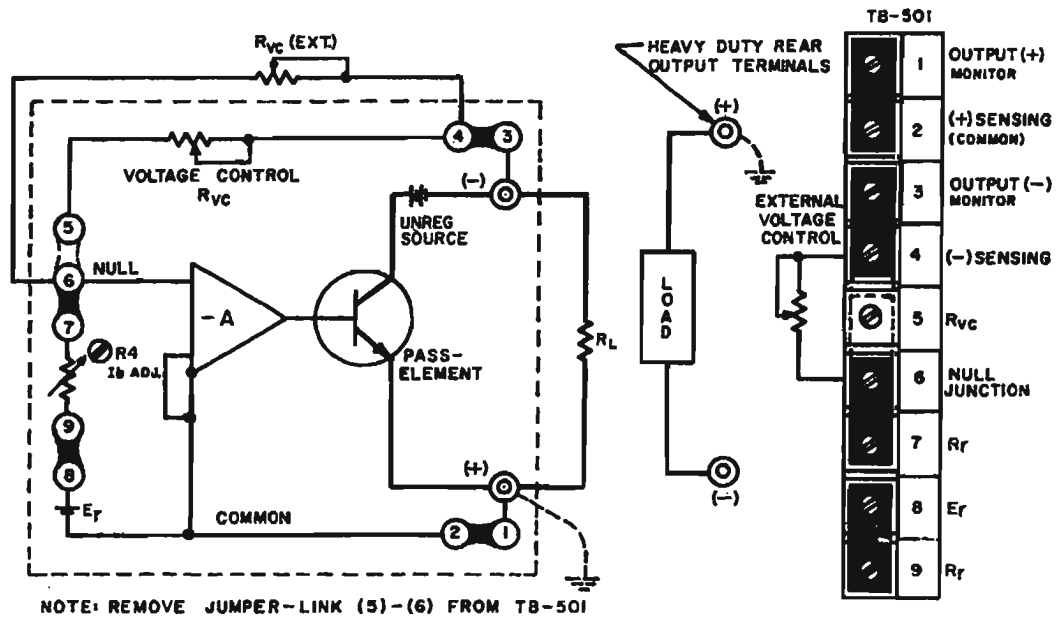 TB-501
RVC (EXT.)
HEAVY DUTY REAR
OUTPUT TERMINALS
1 OUTPUT (+)
MONITOR
2 (+) SENSING
(COMMON)
3 OUTPUT (-)
MONITOR
4 (-) SENSING
5 RVC
6 NULL
JUNCTION
7 Rr
8 Er
9 Rr
(+)
EXTERNAL
VOLTAGE
CONTROL
LOAD
(-)
4 3
VOLTAGE CONTROL
RVC
(-)
UNREG
SOURCE
5
6
NULL
7
-A
R4
Ib ADJ.
PASS-
ELEMENT
RL
9
8
Er
COMMON
(+)
2 1
NOTE: REMOVE JUMPER-LINK (5)-(6) FROM TB-501